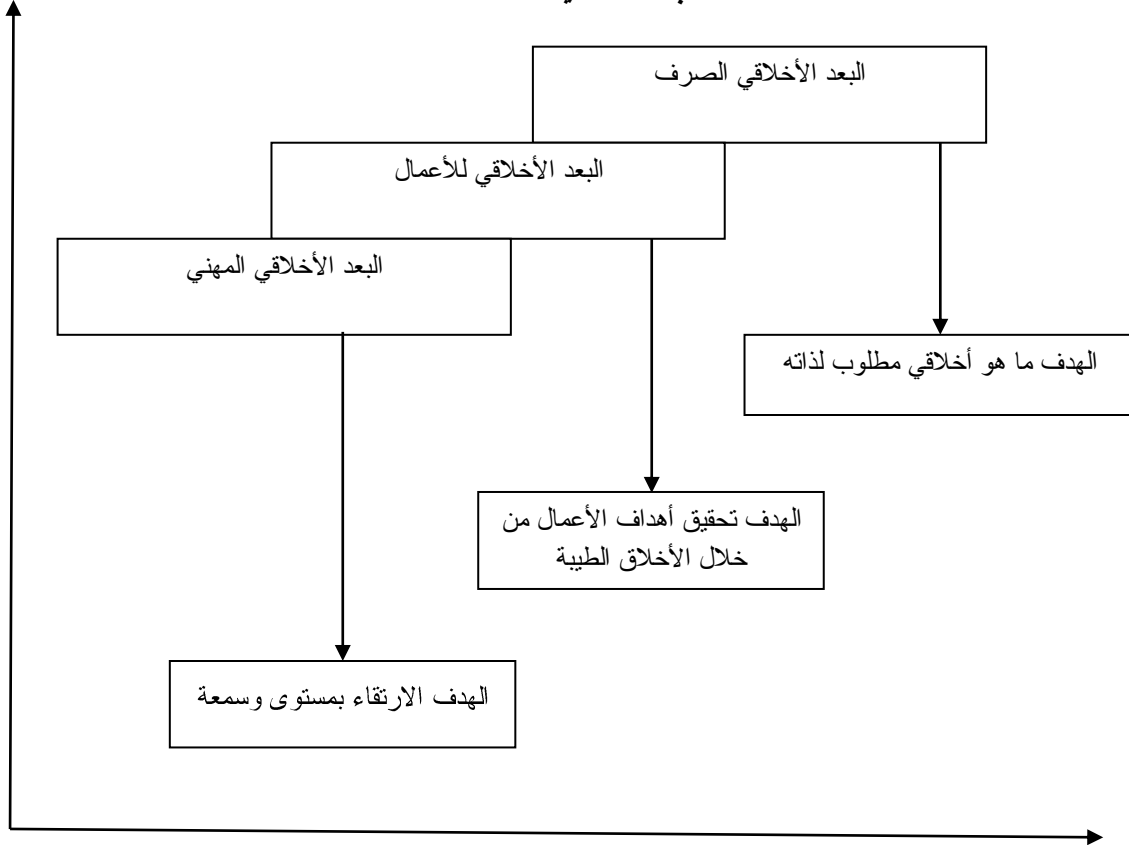 البعد الأخلاقي الصرف
البعد الأخلاقي للأعمال
البعد الأخلاقي المهني
الهدف ما هو أخلاقي مطلوب لذاته
الهدف تحقيق أهداف الأعمال من
خلال الأخلاق الطيبة
الهدف الارتقاء بمستوى وسمعة